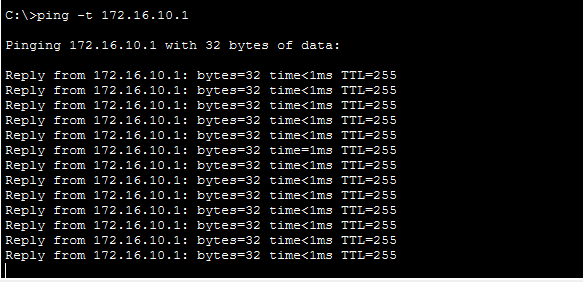 C:\>ping -t 172.16.10.1
Pinging 172.16.10.1 with 32 bytes of data:
Reply from 172.16.10.1: bytes=32 time<1ms TTL=255
Reply from 172.16.10.1: bytes=32 time<1ms TTL=255
Reply from 172.16.10.1: bytes=32 time<1ms TTL=255
Reply from 172.16.10.1: bytes=32 time<1ms TTL=255
Reply from 172.16.10.1: bytes=32 time<1ms TTL=255
Reply from 172.16.10.1: bytes=32 time=1ms TTL=255
Reply from 172.16.10.1: bytes=32 time<1ms TTL=255
Reply from 172.16.10.1: bytes=32 time<1ms TTL=255
Reply from 172.16.10.1: bytes=32 time<1ms TTL=255
Reply from 172.16.10.1: bytes=32 time<1ms TTL=255
Reply from 172.16.10.1: bytes=32 time<1ms TTL=255
Reply from 172.16.10.1: bytes=32 time<1ms TTL=255
Reply from 172.16.10.1: bytes=32 time<1ms TTL=255